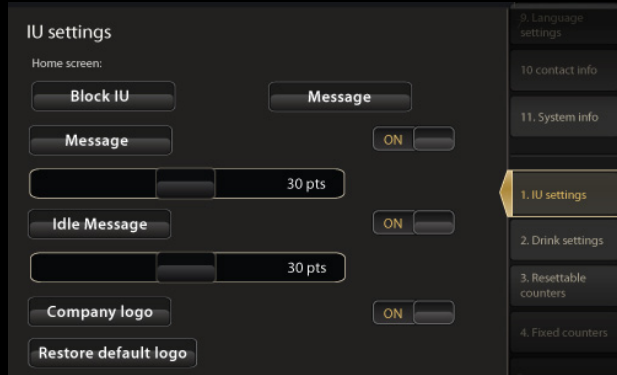 IU settings
Home screen:
Block IU
Message
Message
ON
30 pts
Idle Message
ON
30 pts
Company logo
ON
Restore default logo
9. Language
settings
10 contact info
11. System info
1. IU settings
2. Drink settings
3. Resettable
counters
4. Fixed counters